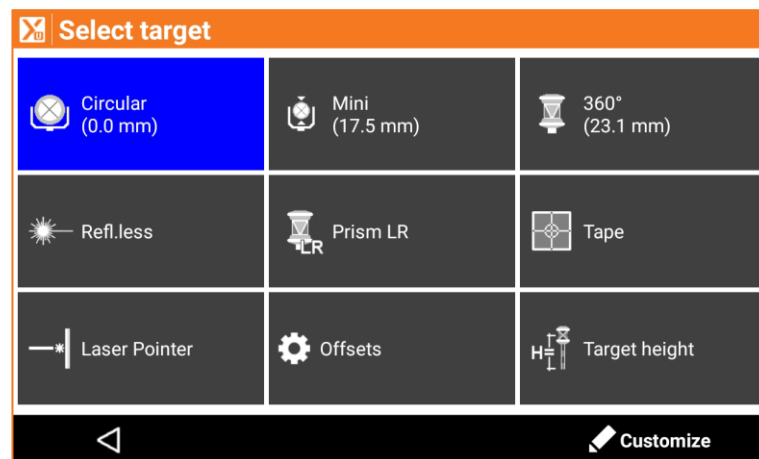 Select target
Circular
(0.0 mm)
Mini
(17.5 mm)
360°
(23.1 mm)
Refl.less
LR
Prism LR
Tape
Laser Pointer
Offsets
H=
Target height
Customize